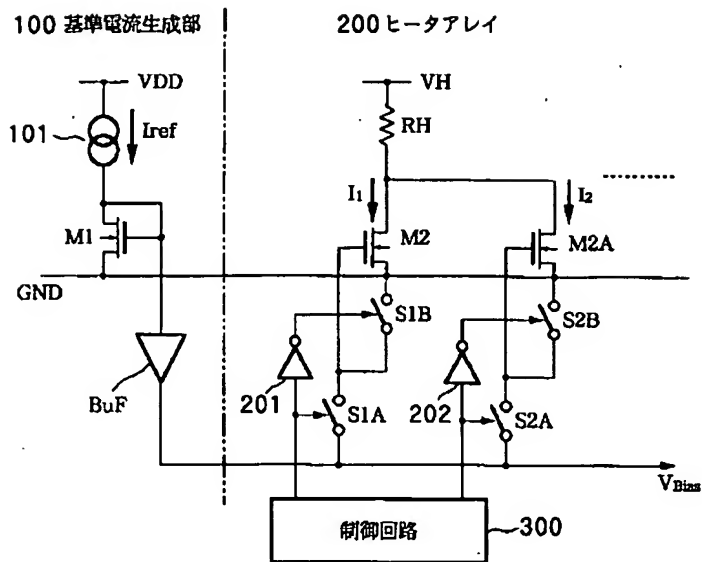 100 基準電流生成部
200 ヒータアレイ
VDD
VH
101
Iref
RH
I₁
I₂
M1
M2
M2A
GND
S1B
S2B
BuF
201
S1A
202
S2A
VBias
制御回路
300